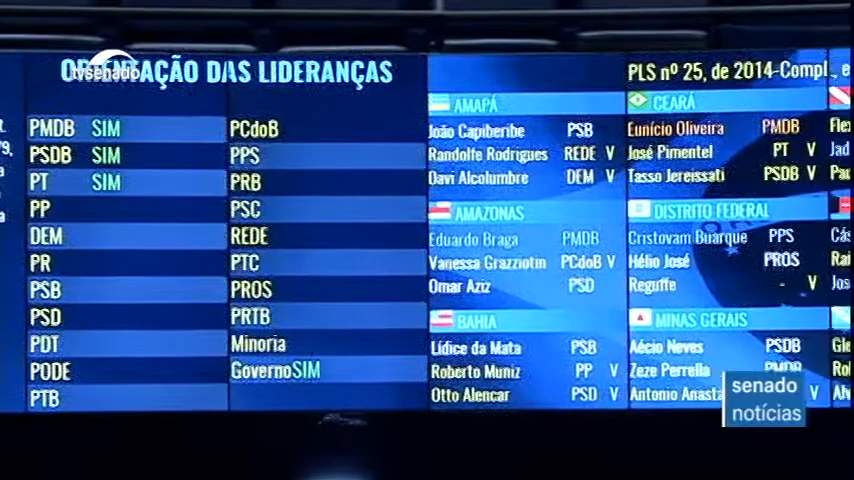 tvsenado
ORIENTAÇÃO DAS LIDERANÇAS
PMDB SIM
PSDB SIM
PT SIM
PP
DEM
PR
PSB
PSD
PDT
PODE
PTB
PCdoB
PPS
PRB
PSC
REDE
PTC
PROS
PRTB
Minoria
GovernoSIM
PLS nº 25, de 2014-Compl., e
AMAPÁ
João Capiberibe PSB
Randolfe Rodrigues REDE V
Davi Alcolumbre DEM V
AMAZONAS
Eduardo Braga PMDB
Vanessa Grazziotin PCdoB V
Omar Aziz PSD
BAHIA
Lídice da Mata PSB
Roberto Muniz PP V
Otto Alencar PSD V
CEARÁ
Eunício Oliveira PMDB
José Pimentel PT V
Tasso Jereissati PSDB V
DISTRITO FEDERAL
Cristovam Buarque PPS
Hélio José PROS
Reguffe - V
MINAS GERAIS
Aécio Neves PSDB
Zeze Perrella PMDB
Antonio Anasta V
senado
notícias